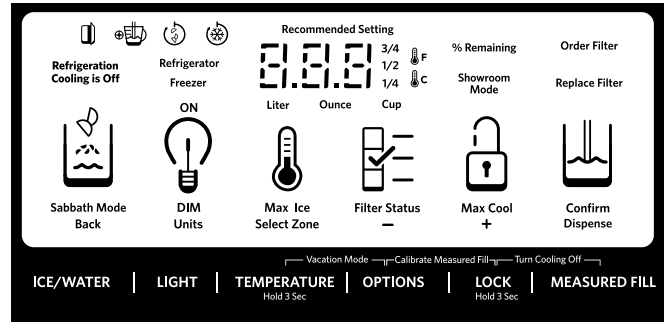 Recommended Setting
Refrigeration
Cooling is Off
Refrigerator
Freezer
8.8.8
3/4
1/2
1/4
F
C
% Remaining
Showroom
Mode
Order Filter
Replace Filter
Liter Ounce Cup
ON
Sabbath Mode
Back
DIM
Units
Max Ice
Select Zone
Filter Status
–
Max Cool
+
Confirm
Dispense
Vacation Mode Calibrate Measured Fill Turn Cooling Off
ICE/WATER LIGHT TEMPERATURE OPTIONS LOCK MEASURED FILL
Hold 3 Sec Hold 3 Sec